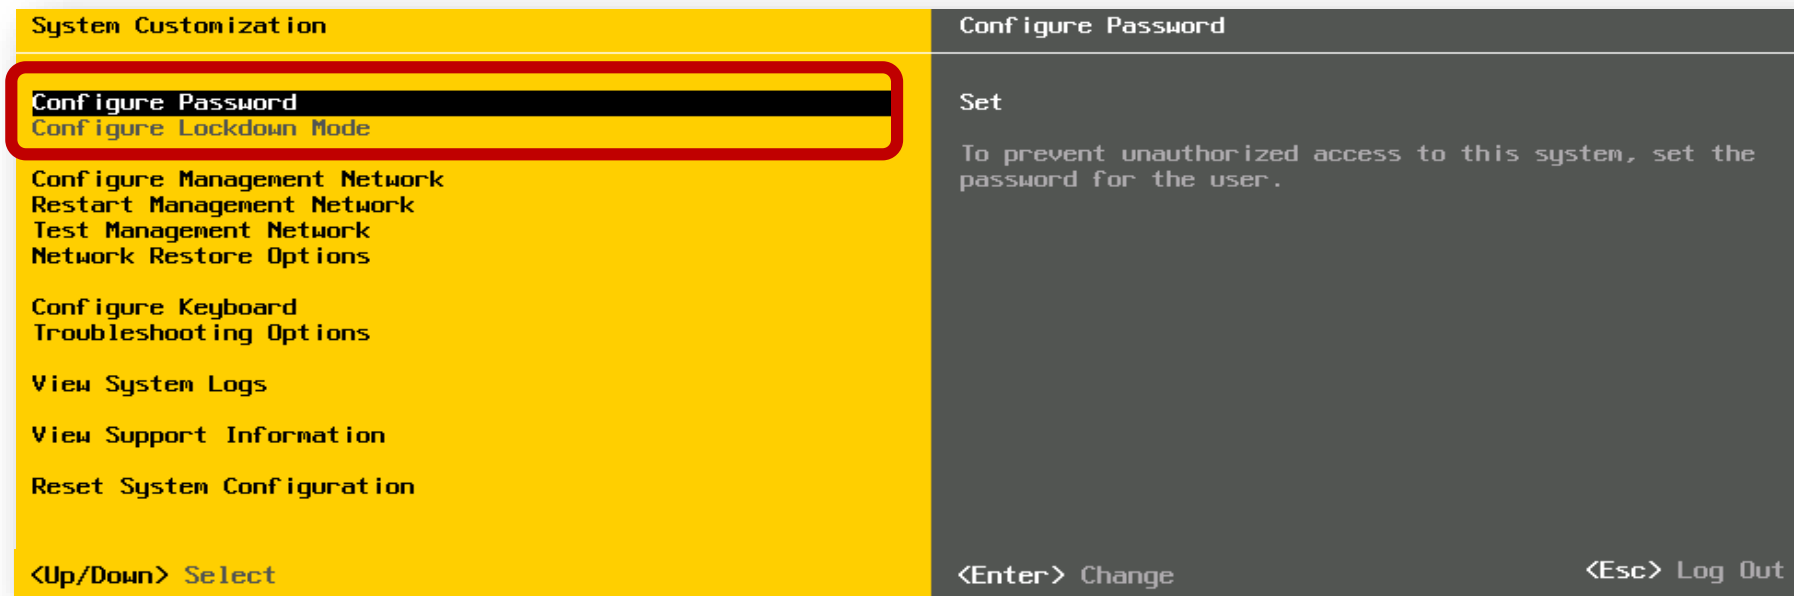 System Customization
Configure Password
Configure Lockdown Mode
Configure Management Network
Restart Management Network
Test Management Network
Network Restore Options
Configure Keyboard
Troubleshooting Options
View System Logs
View Support Information
Reset System Configuration
<Up/Down> Select
Configure Password
Set
To prevent unauthorized access to this system, set the
password for the user.
<Enter> Change
<Esc> Log Out